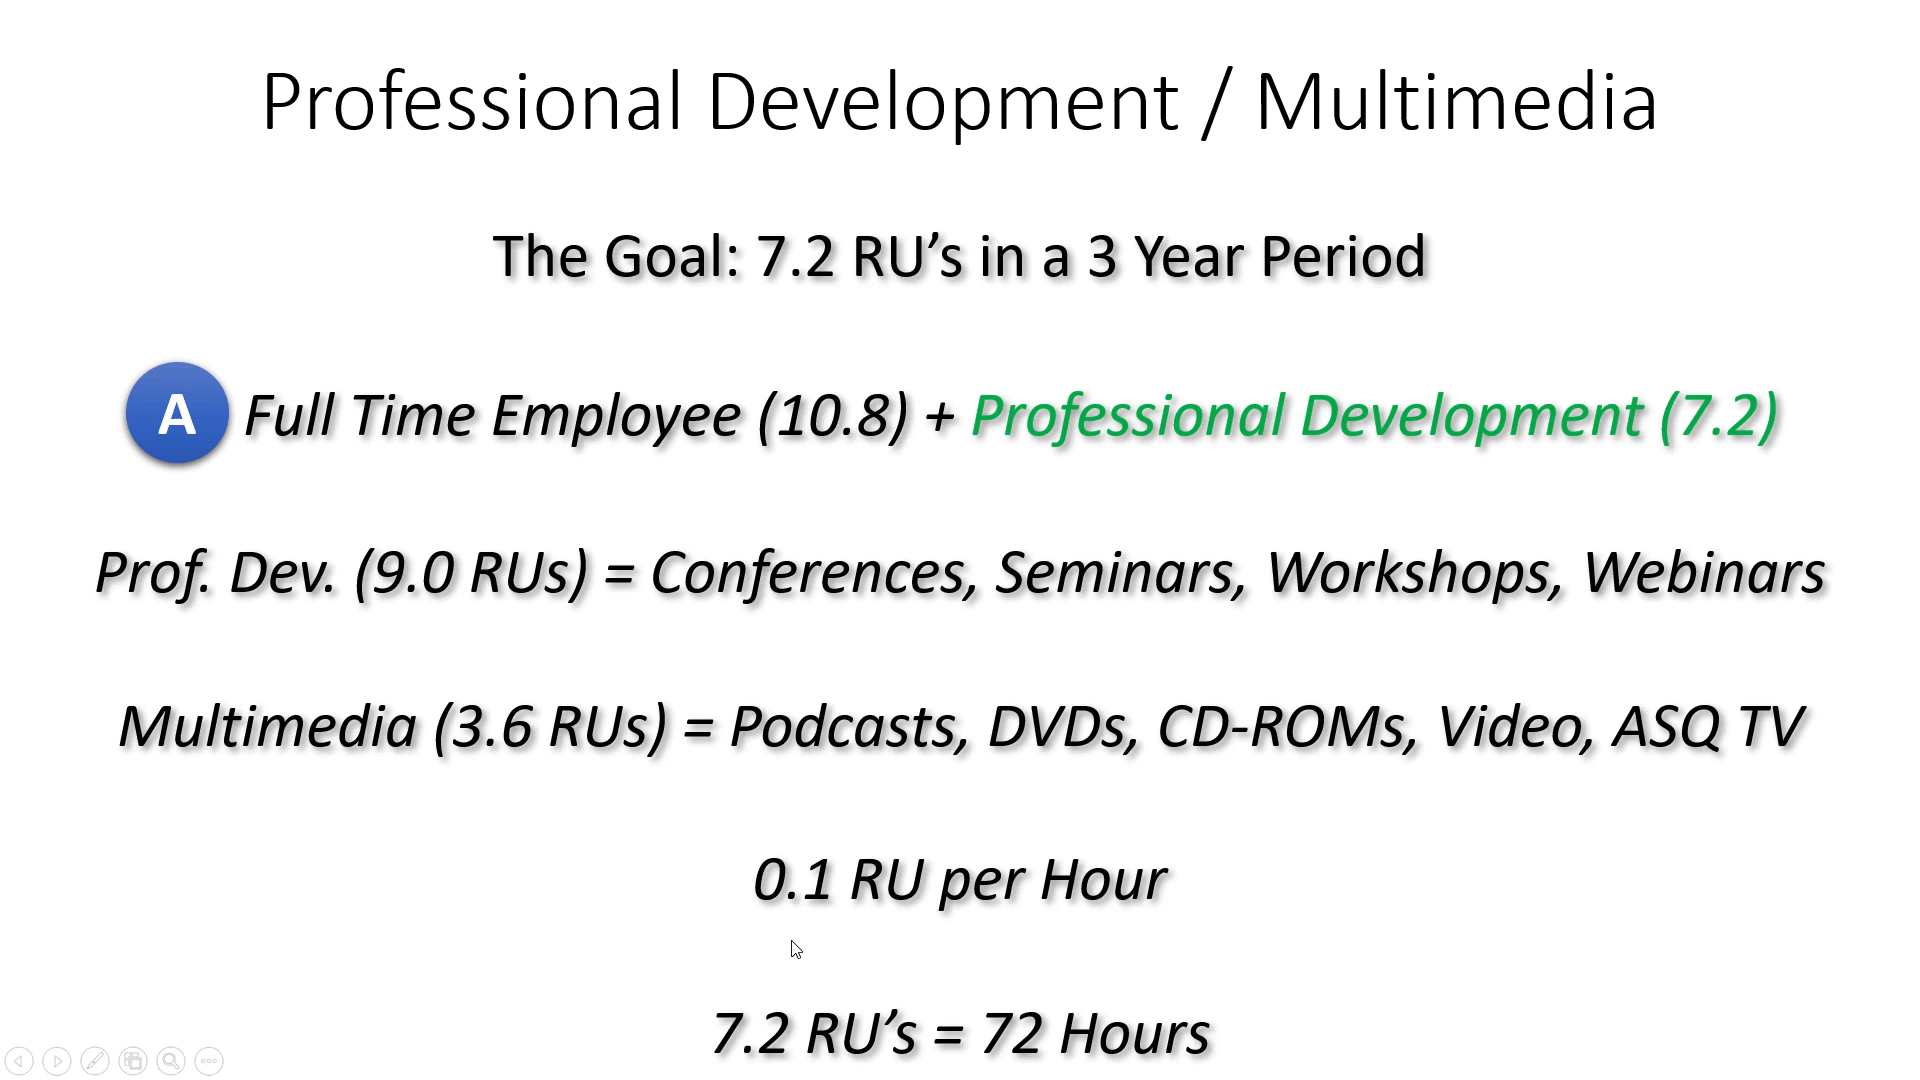 Professional Development / Multimedia
The Goal: 7.2 RU’s in a 3 Year Period
A Full Time Employee (10.8) + Professional Development (7.2)
Prof. Dev. (9.0 RUs) = Conferences, Seminars, Workshops, Webinars
Multimedia (3.6 RUs) = Podcasts, DVDs, CD-ROMs, Video, ASQ TV
0.1 RU per Hour
7.2 RU’s = 72 Hours